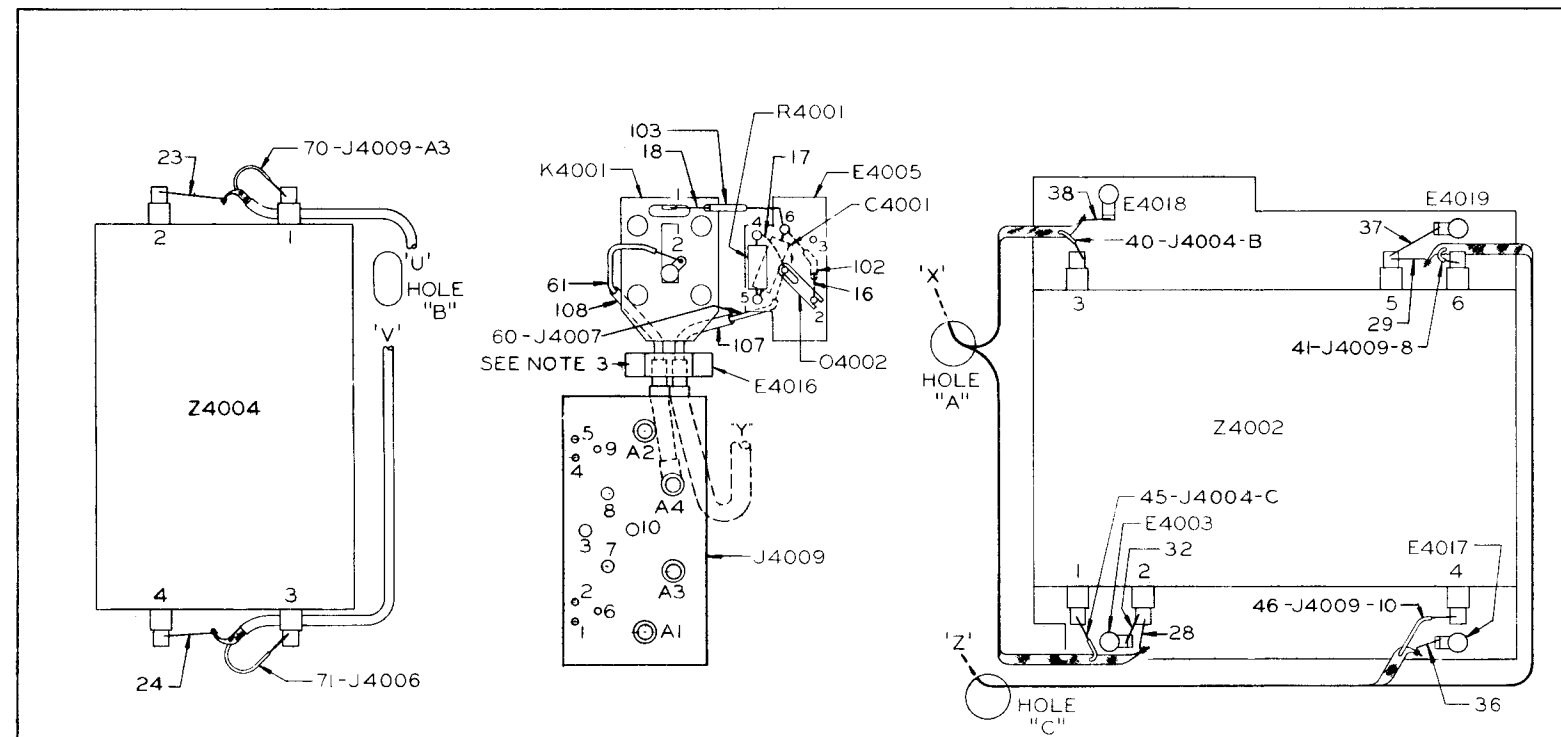 23
70-J4009-A3
2
1
'U'
HOLE
"B"
'V'
Z4004
4
3
24
71-J4006
R4001
103
18
17
K4001
E4005
C4001
1
4
6
3
2
102
16
61
5
2
108
60-J4007
107
O4002
SEE NOTE 3
E4016
"Y"
5
9
A2
4
A4
8
3
10
7
J4009
A3
2
6
1
A1
38
E4018
E4019
37
40-J4004-B
'X'
3
5
6
29
41-J4009-8
HOLE
"A"
Z4002
45-J4004-C
E4003
32
E4017
1
2
4
46-J4009-10
28
'Z'
36
HOLE
"C"